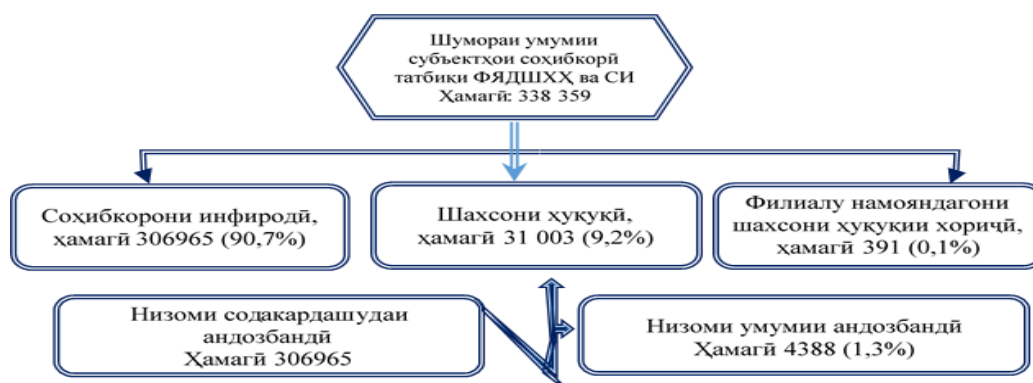 Шумораи умумии
субъектҳои соҳибкорӣ
татбиқи ФЯДШХҲ ва СИ
Ҳамагӣ: 338 359
Соҳибкорони инфиродӣ,
ҳамагӣ 306965 (90,7%)
Шахсони ҳуқуқӣ,
ҳамагӣ 31 003 (9,2%)
Филиалу намояндагони
шахсони ҳуқуқии хориҷӣ,
ҳамагӣ 391 (0,1%)
Низоми содакардашудаи
андозбандӣ
Ҳамагӣ 306965
Низоми умумии андозбандӣ
Ҳамагӣ 4388 (1,3%)